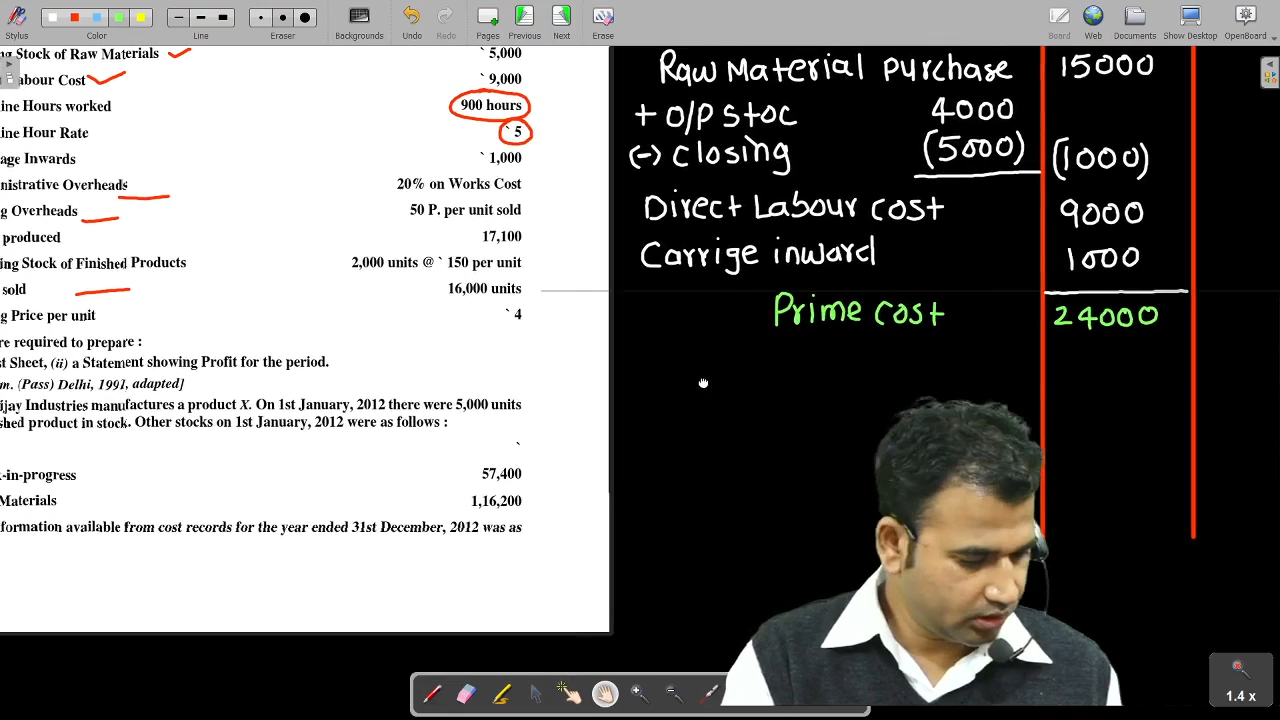 Stylus
Color
Line
Eraser
Backgrounds
Undo
Redo
Pages
Previous
Next
Erase
Board
Web
Documents
Show Desktop
OpenBoard
ng Stock of Raw Materials ` 5,000
Labour Cost ` 9,000
ine Hours worked 900 hours
ine Hour Rate ` 5
age Inwards ` 1,000
nistrative Overheads 20% on Works Cost
g Overheads 50 P. per unit sold
produced 17,100
ing Stock of Finished Products 2,000 units @ ` 150 per unit
sold 16,000 units
g Price per unit ` 4
re required to prepare :
st Sheet, (ii) a Statement showing Profit for the period.
m. (Pass) Delhi, 1991, adapted]
ijay Industries manufactures a product X. On 1st January, 2012 there were 5,000 units
shed product in stock. Other stocks on 1st January, 2012 were as follows :
`
k-in-progress 57,400
Materials 1,16,200
formation available from cost records for the year ended 31st December, 2012 was as
Raw Material purchase 15000
+ O/P stoc 4000
(-) closing (5000) (1000)
Direct Labour cost 9000
Carrige inward 1000
Prime cost 24000
1.4 x